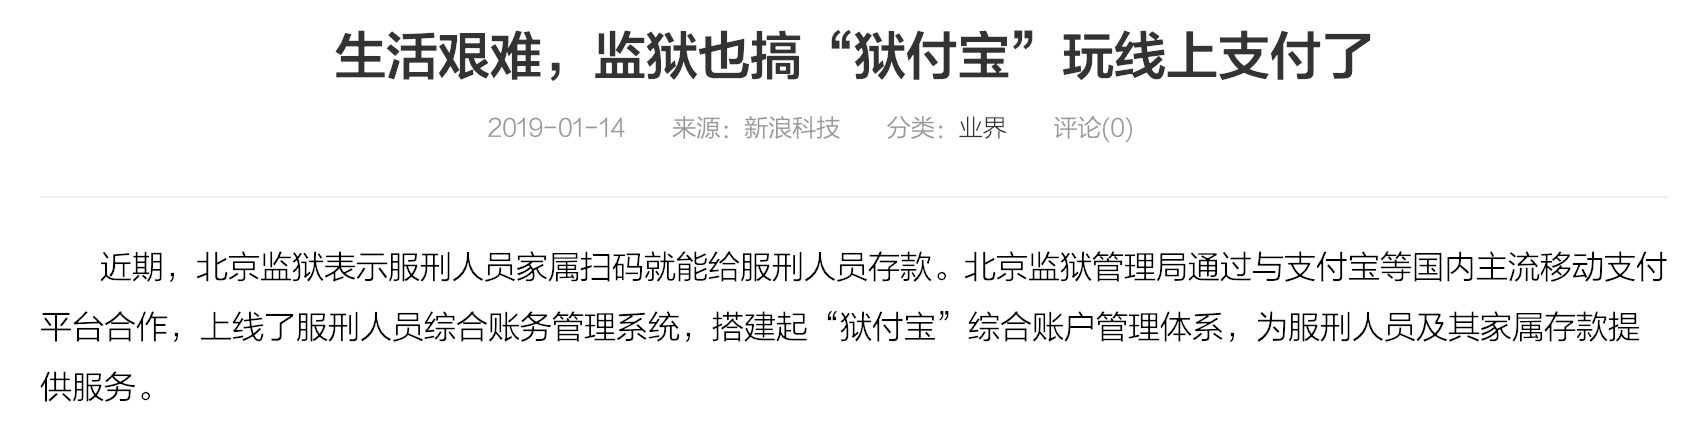 生活艰难，监狱也搞“狱付宝”玩线上支付了
2019-01-14 来源：新浪科技 分类：业界 评论(0)
近期，北京监狱表示服刑人员家属扫码就能给服刑人员存款。北京监狱管理局通过与支付宝等国内主流移动支付
平台合作，上线了服刑人员综合账务管理系统，搭建起“狱付宝”综合账户管理体系，为服刑人员及其家属存款提
供服务。